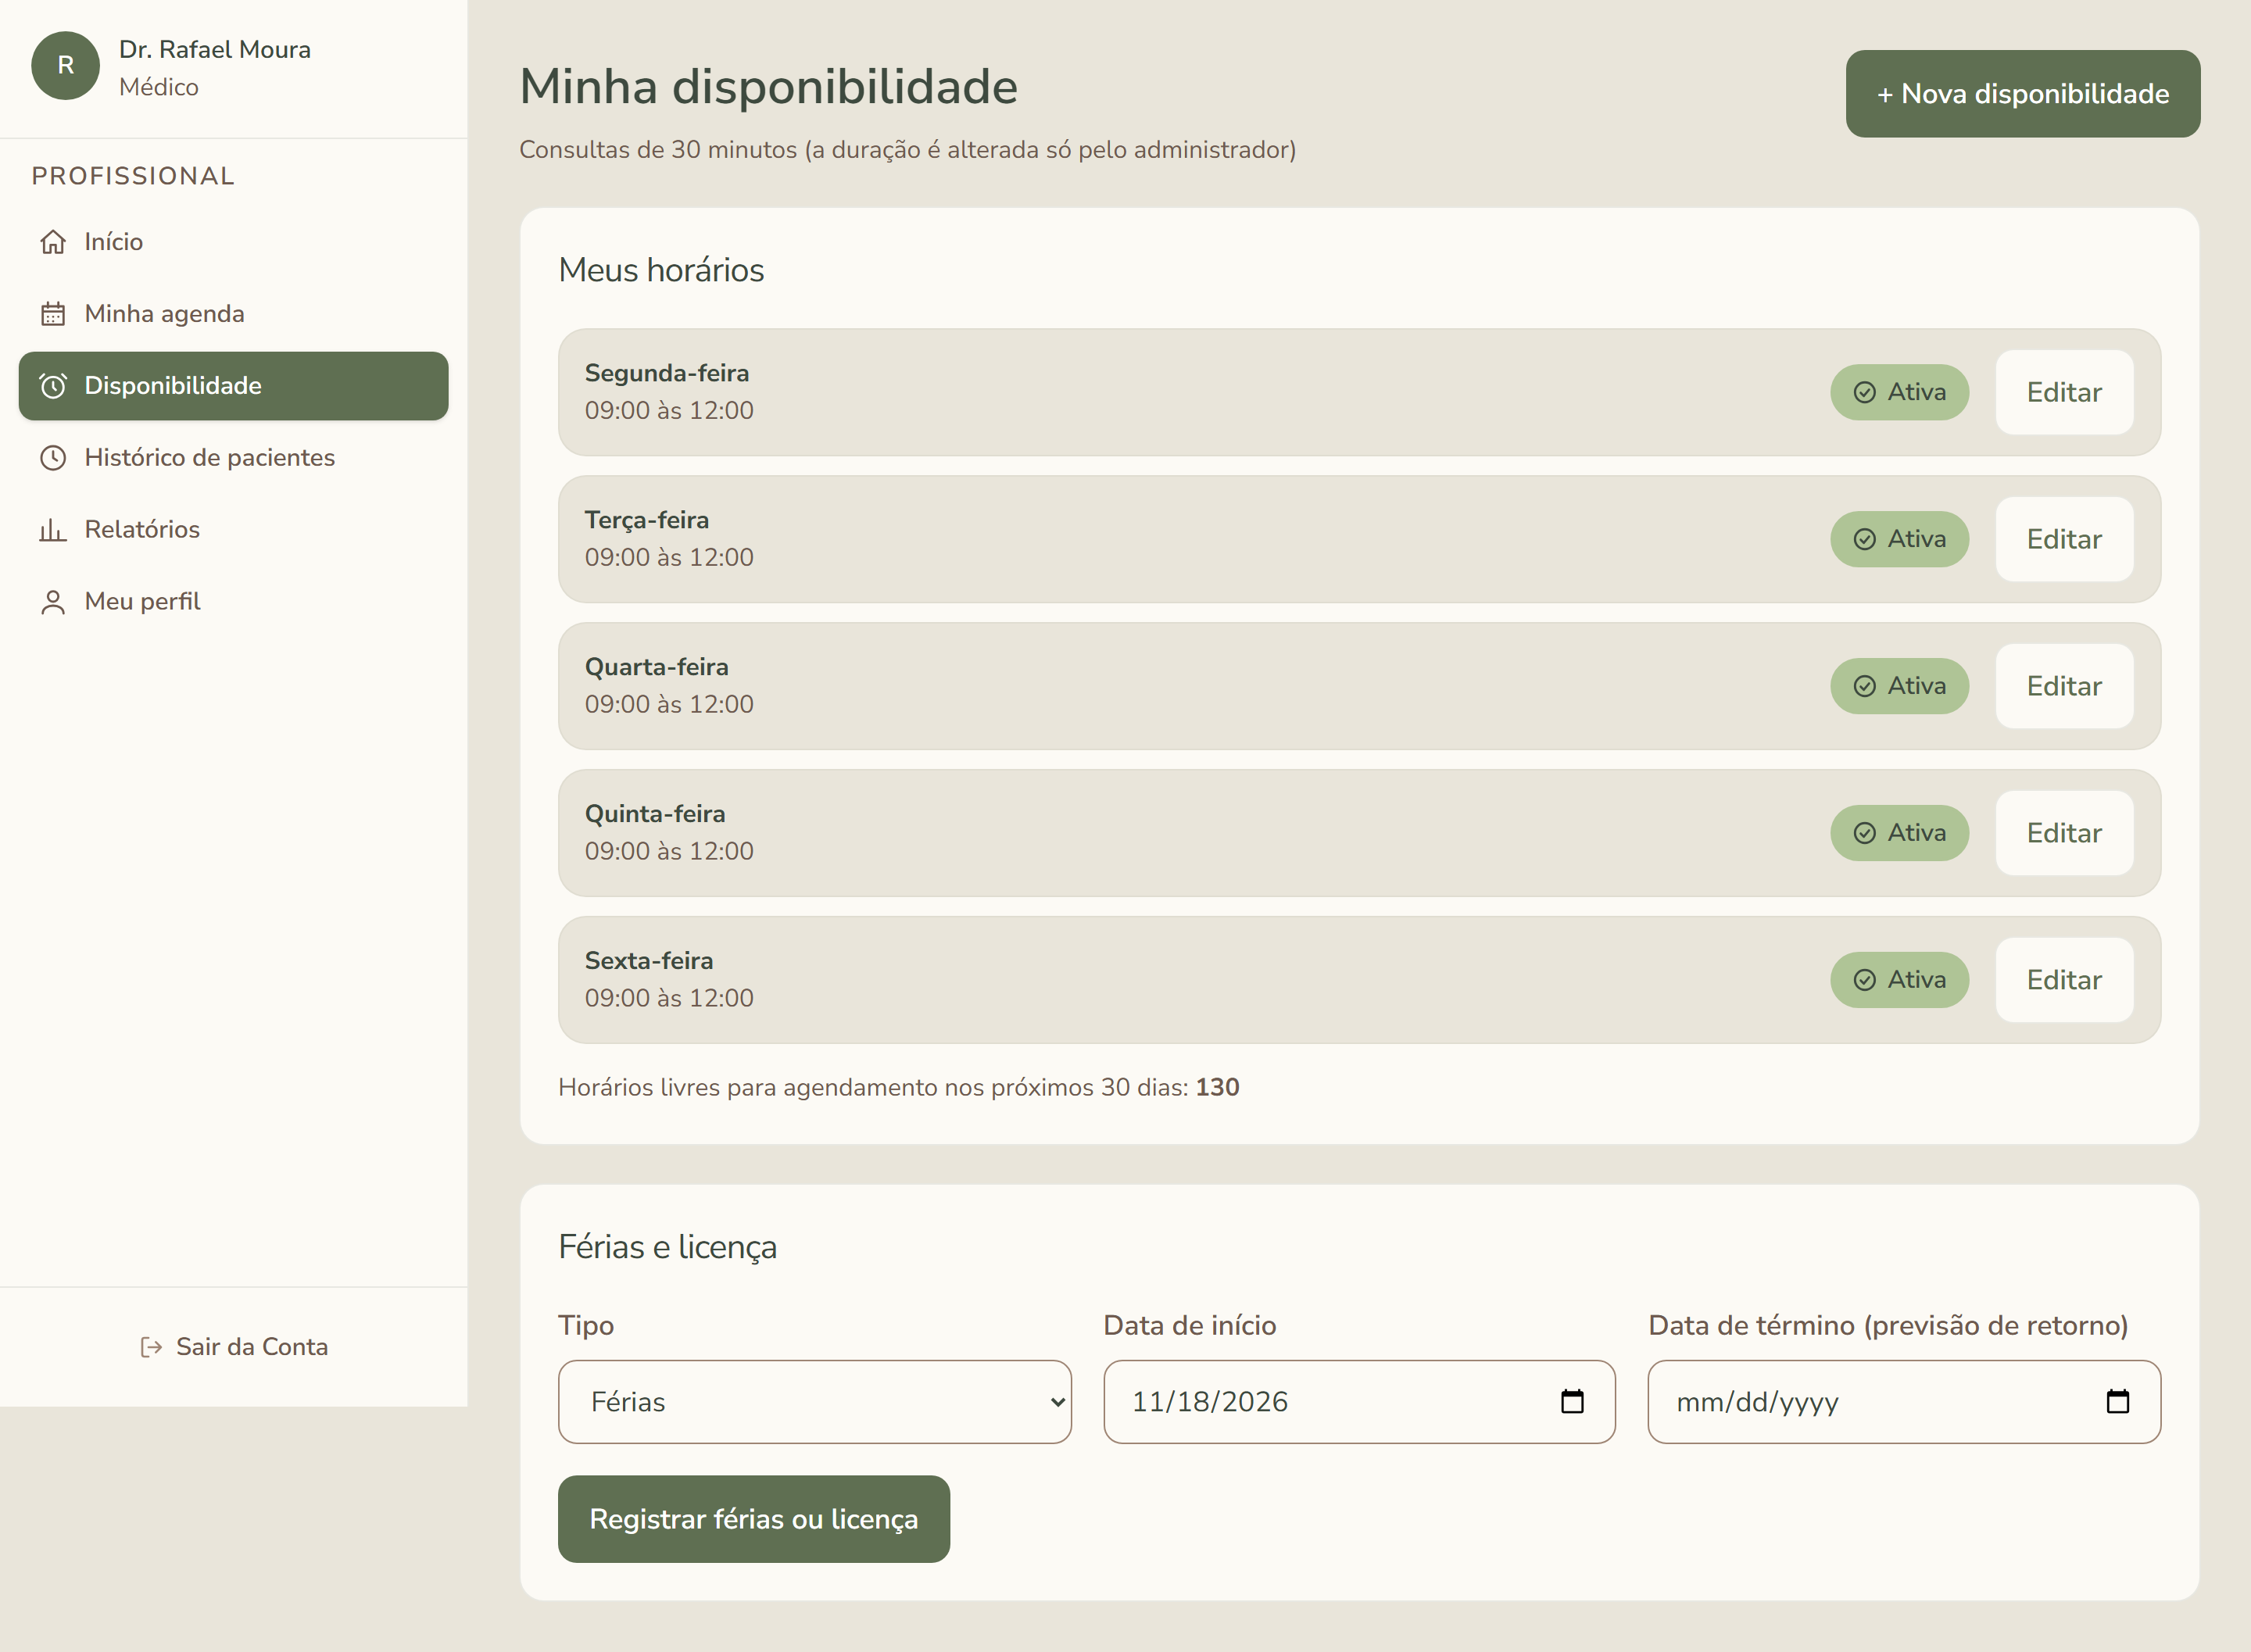 R
Dr. Rafael Moura
Médico
PROFISSIONAL
Início
Minha agenda
Disponibilidade
Histórico de pacientes
Relatórios
Meu perfil
Sair da Conta
Minha disponibilidade
+ Nova disponibilidade
Consultas de 30 minutos (a duração é alterada só pelo administrador)
Meus horários
Segunda-feira
09:00 às 12:00
Ativa
Editar
Terça-feira
09:00 às 12:00
Ativa
Editar
Quarta-feira
09:00 às 12:00
Ativa
Editar
Quinta-feira
09:00 às 12:00
Ativa
Editar
Sexta-feira
09:00 às 12:00
Ativa
Editar
Horários livres para agendamento nos próximos 30 dias: 130
Férias e licença
Tipo
Férias
Data de início
11/18/2026
Data de término (previsão de retorno)
mm/dd/yyyy
Registrar férias ou licença